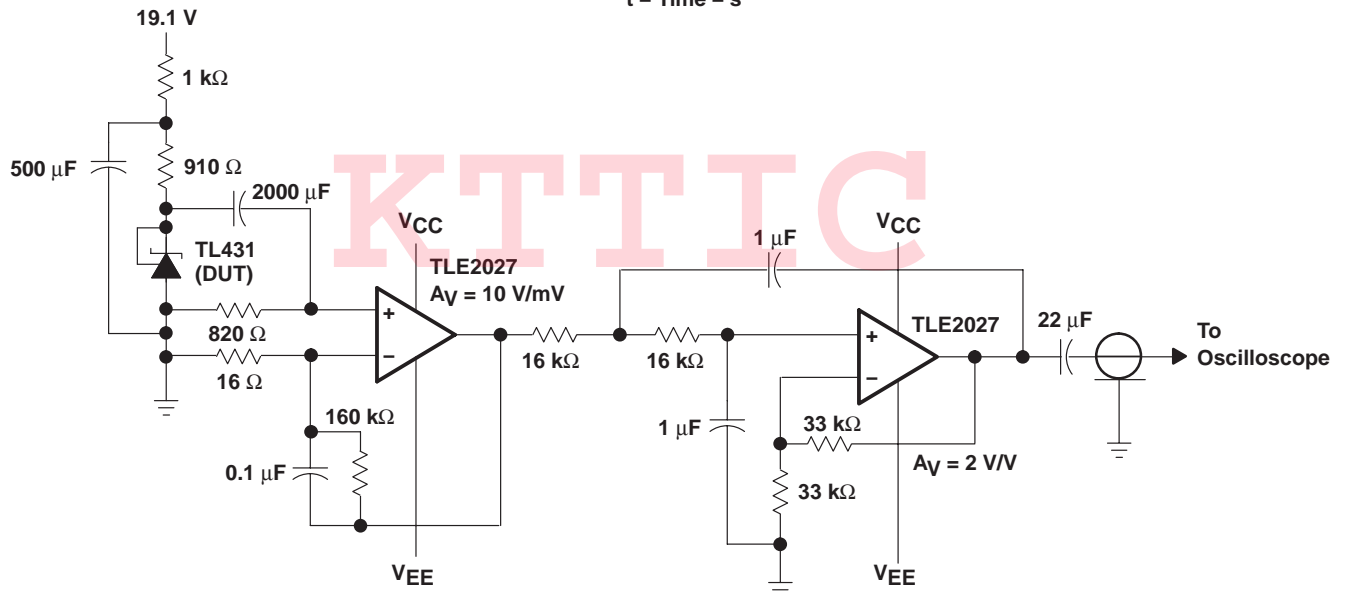 t – Time – s
19.1 V
1 kΩ
500 μF
910 Ω
2000 μF
TL431
(DUT)
820 Ω
16 Ω
160 kΩ
0.1 μF
VCC
TLE2027
AV = 10 V/mV
+
−
VEE
16 kΩ
16 kΩ
1 μF
1 μF
VCC
TLE2027
+
−
33 kΩ
AV = 2 V/V
33 kΩ
VEE
22 μF
To
Oscilloscope
KTTIC